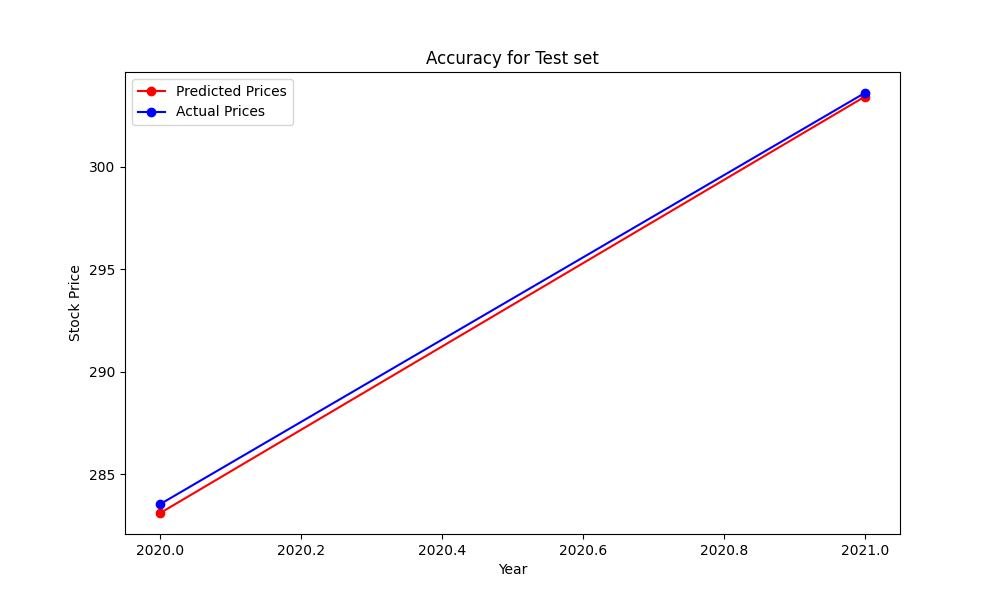 Accuracy for Test set
Predicted Prices
Actual Prices
300
295
290
285
Stock Price
2020.0 2020.2 2020.4 2020.6 2020.8 2021.0
Year